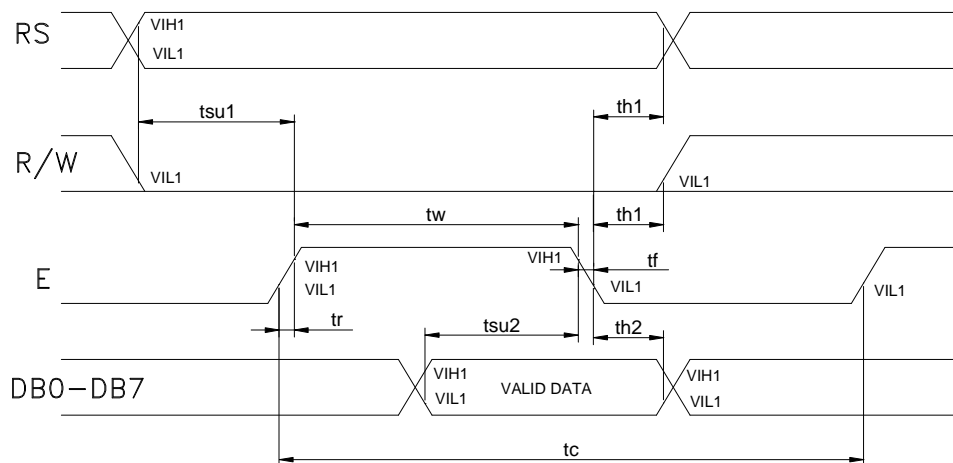 RS
VIH1
VIL1
tsu1
th1
R/W
VIL1
VIL1
tw
th1
E
VIH1
VIL1
VIH1
tf
VIL1
VIL1
tr
tsu2
th2
DB0-DB7
VIH1
VIL1
VALID DATA
VIH1
VIL1
tc